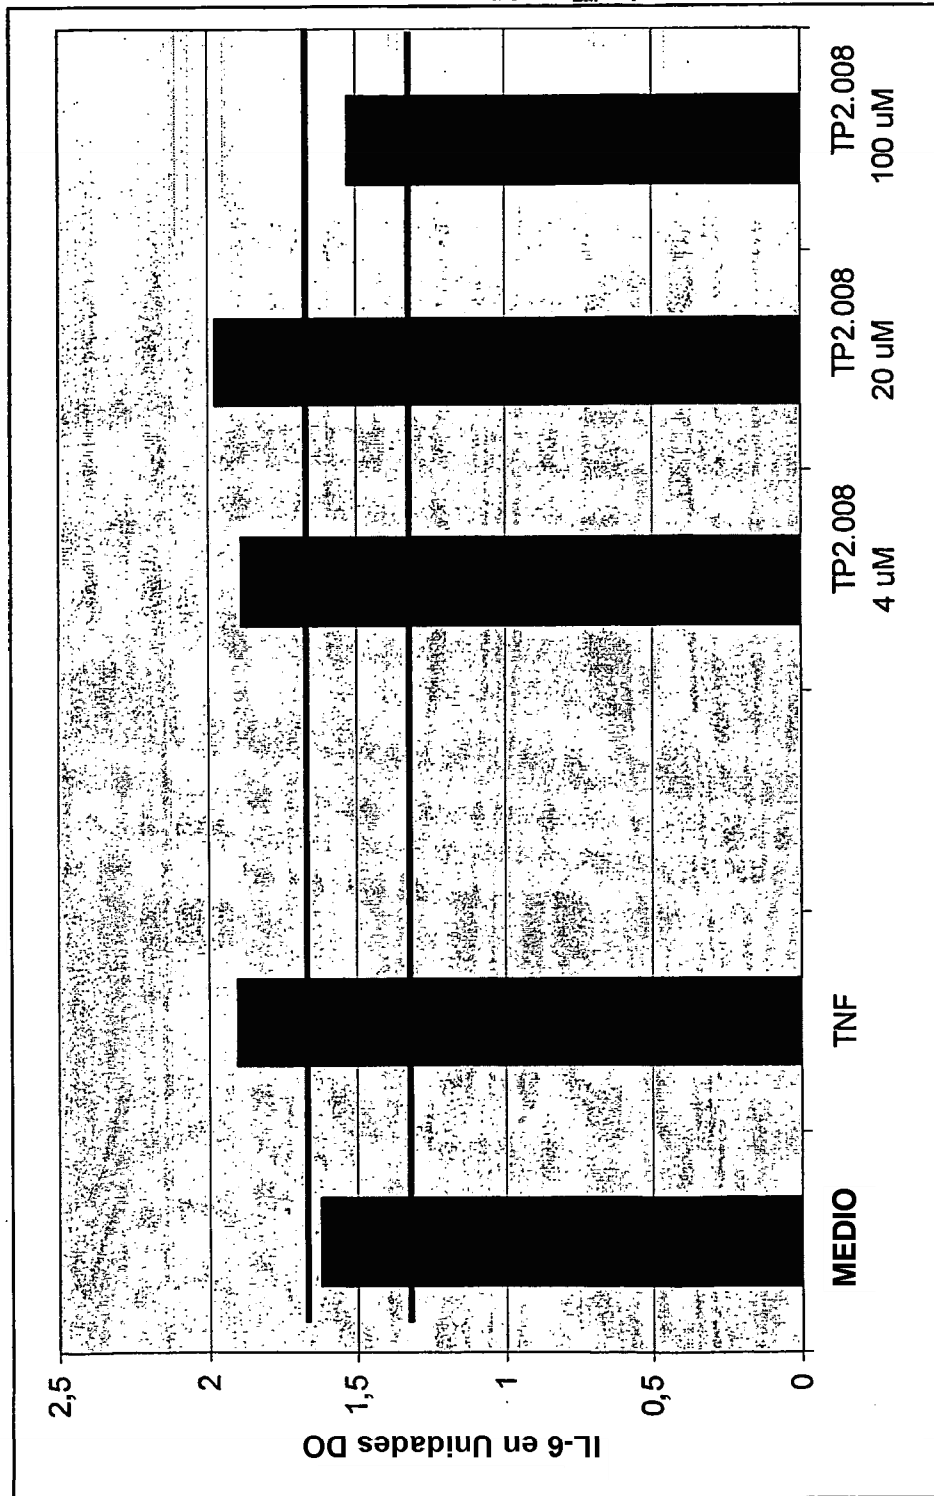 IL-6 en Unidades DO
2,5
2
1,5
1
0,5
0
MEDIO
TNF
TP2.008
4 uM
TP2.008
20 uM
TP2.008
100 uM